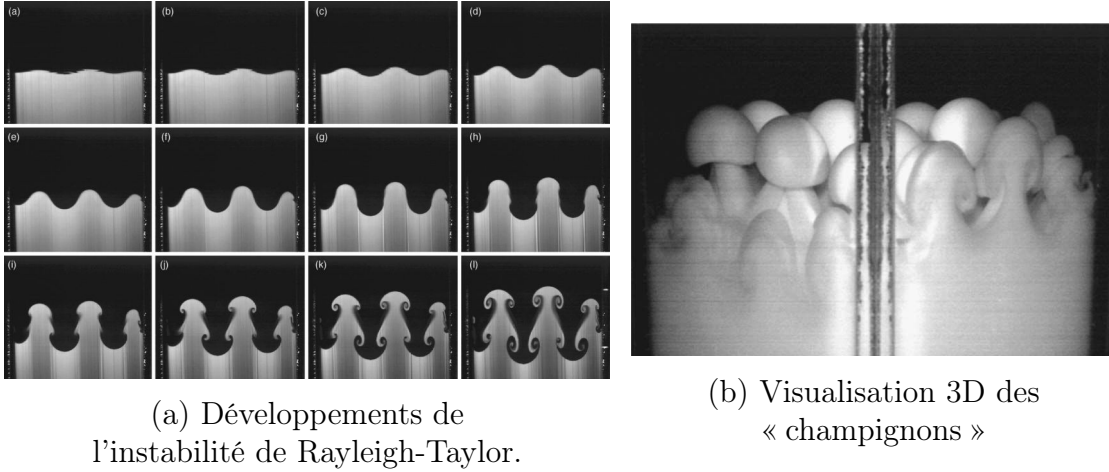 (a)
(b)
(c)
(d)
(e)
(f)
(g)
(h)
(i)
(j)
(k)
(l)
(a) Développements de
l'instabilité de Rayleigh-Taylor.
(b) Visualisation 3D des
« champignons »